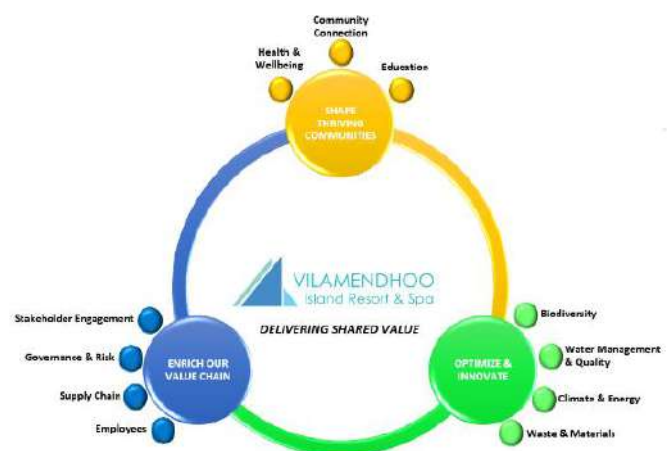 Community
Connection
Health &
Wellbeing
Education
SHAPE
THRIVING
COMMUNITIES
VILAMENDHOO
Island Resort & Spa
DELIVERING SHARED VALUE
Stakeholder Engagement
Governance & Risk
Supply Chain
Employees
ENRICH OUR
VALUE CHAIN
OPTIMIZE &
INNOVATE
Biodiversity
Water Management
& Quality
Climate & Energy
Waste & Materials